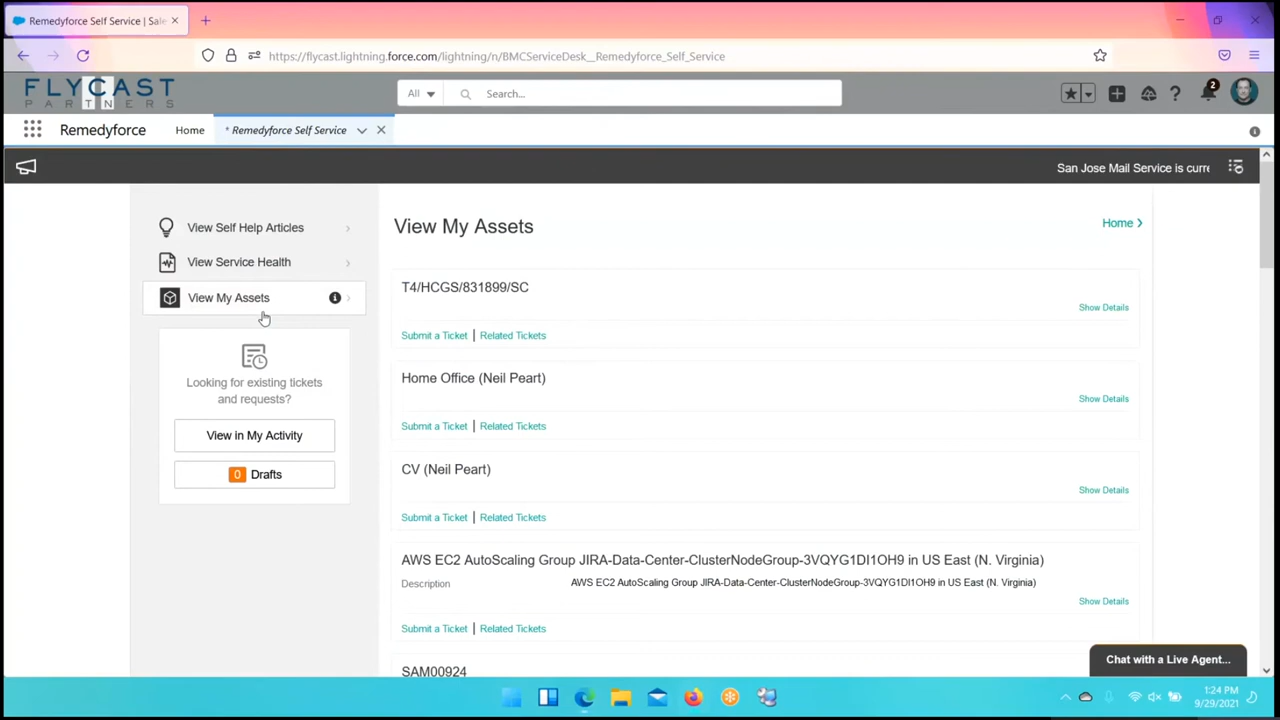 Remedyforce Self Service | Sale
https://flycast.lightning.force.com/lightning/n/BMCServiceDesk__Remedyforce_Self_Service
FLYCAST
PARTNERS
All
Search...
2
Remedyforce
Home
* Remedyforce Self Service
San Jose Mail Service is curre
View Self Help Articles
View Service Health
View My Assets
Looking for existing tickets
and requests?
View in My Activity
0 Drafts
View My Assets
Home
T4/HCGS/831899/SC
Show Details
Submit a Ticket | Related Tickets
Home Office (Neil Peart)
Show Details
Submit a Ticket | Related Tickets
CV (Neil Peart)
Show Details
Submit a Ticket | Related Tickets
AWS EC2 AutoScaling Group JIRA-Data-Center-ClusterNodeGroup-3VQYG1DI1OH9 in US East (N. Virginia)
Description AWS EC2 AutoScaling Group JIRA-Data-Center-ClusterNodeGroup-3VQYG1DI1OH9 in US East (N. Virginia)
Show Details
Submit a Ticket | Related Tickets
SAM00924
Chat with a Live Agent...
1:24 PM
9/29/2021